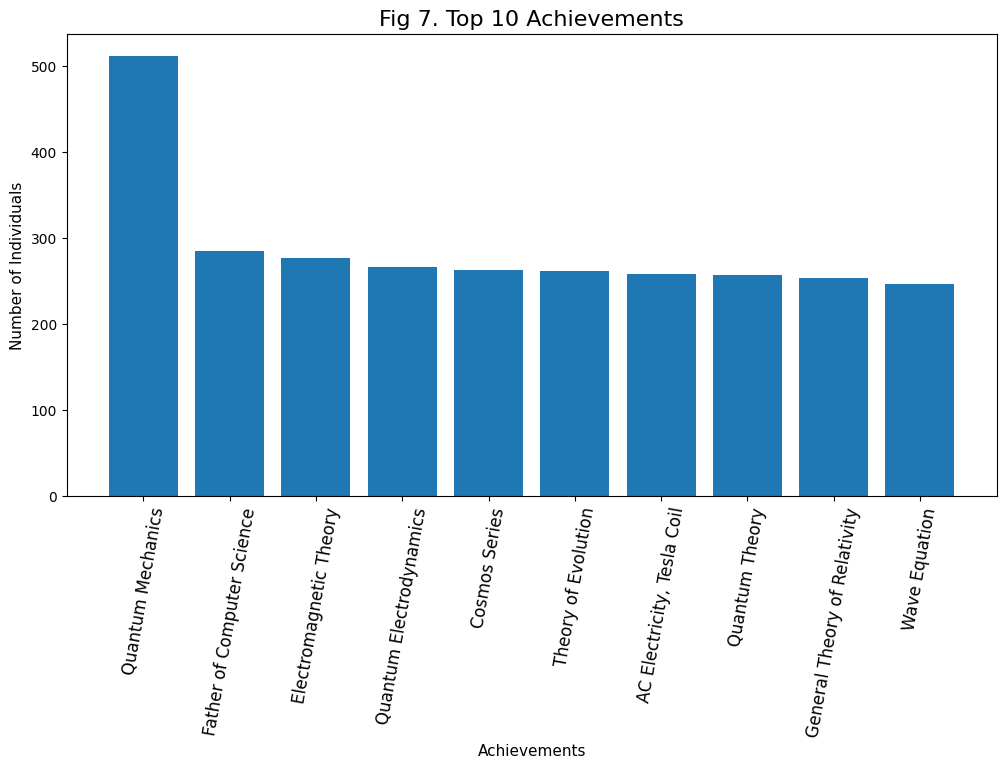 Fig 7. Top 10 Achievements
Number of Individuals
500
400
300
200
100
0
Quantum Mechanics
Father of Computer Science
Electromagnetic Theory
Quantum Electrodynamics
Cosmos Series
Theory of Evolution
AC Electricity, Tesla Coil
Quantum Theory
General Theory of Relativity
Wave Equation
Achievements